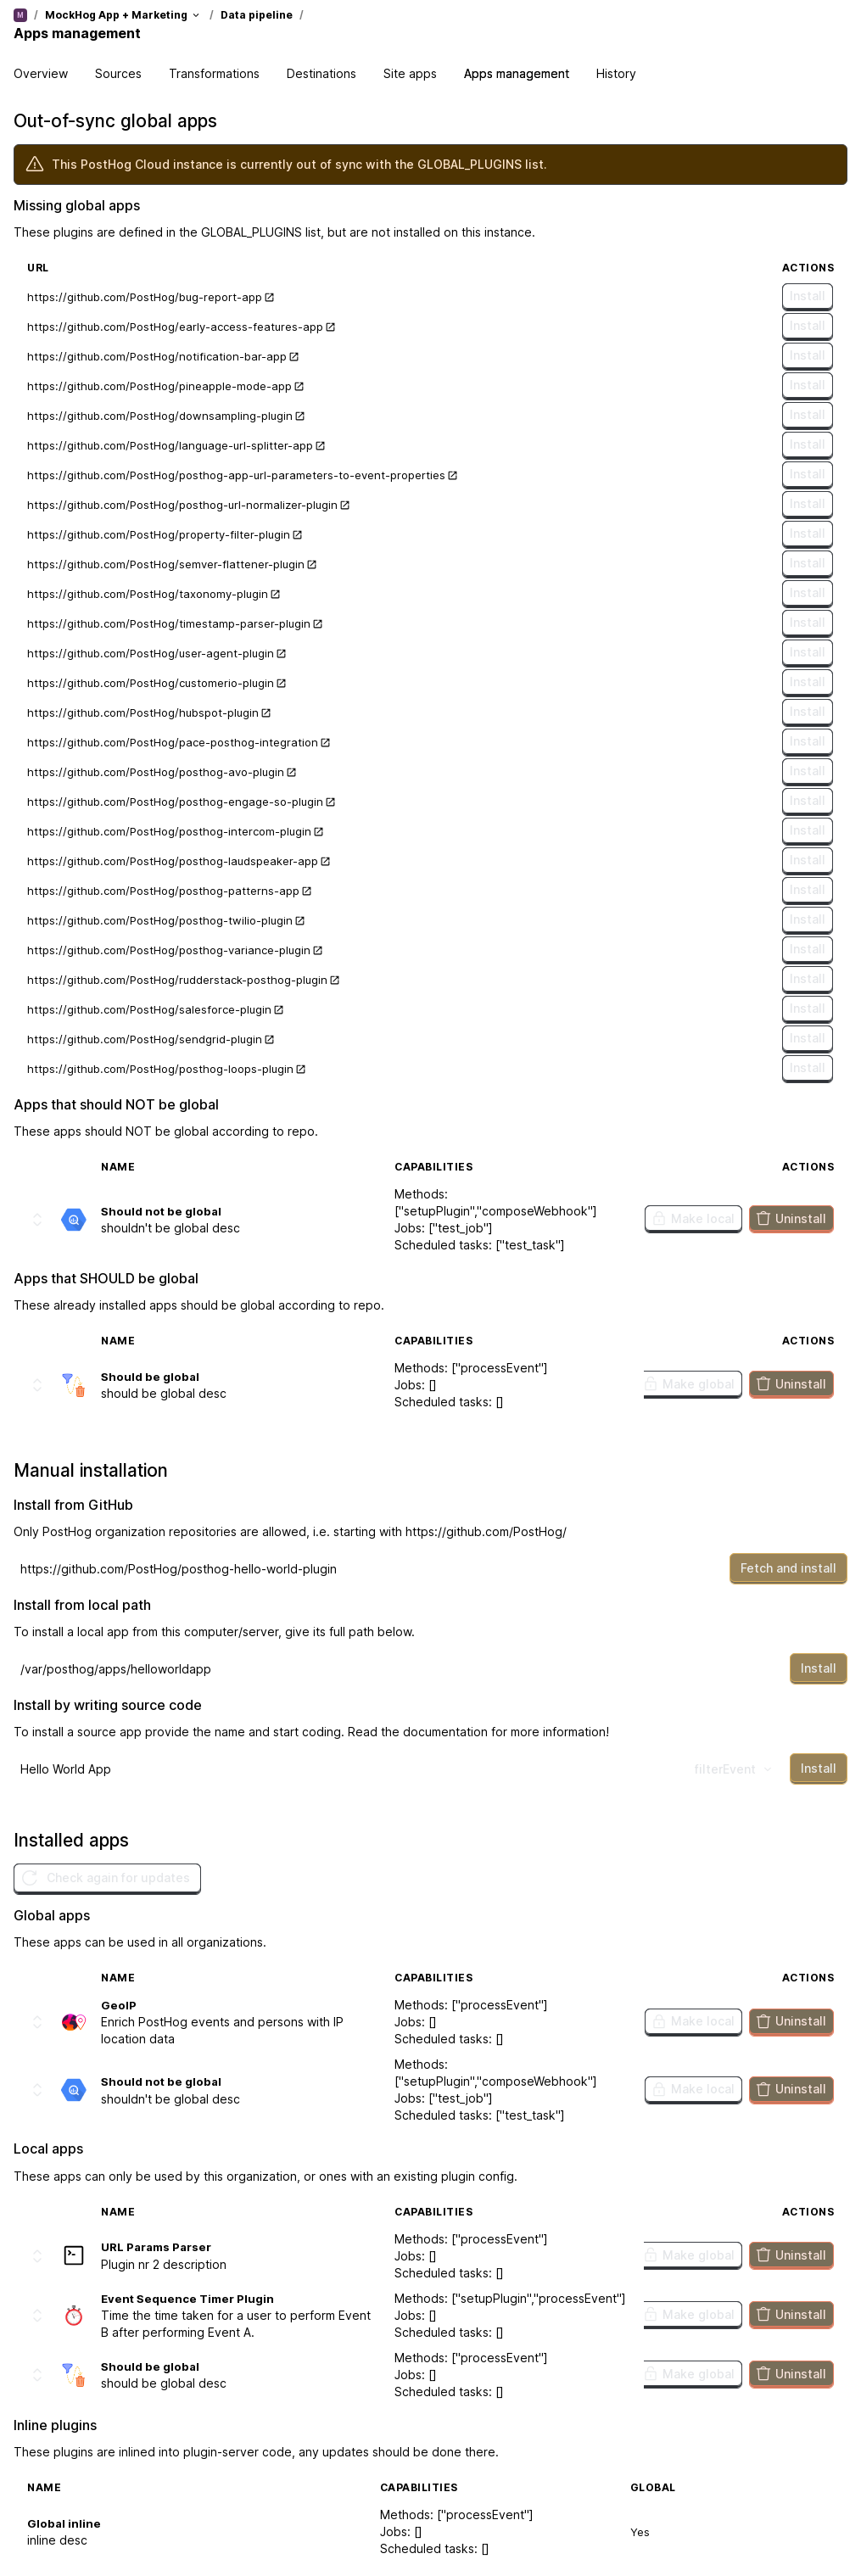 M / MockHog App + Marketing / Data pipeline /
Apps management
Overview Sources Transformations Destinations Site apps Apps management History
Out-of-sync global apps
This PostHog Cloud instance is currently out of sync with the GLOBAL_PLUGINS list.
Missing global apps
These plugins are defined in the GLOBAL_PLUGINS list, but are not installed on this instance.
URL ACTIONS
https://github.com/PostHog/bug-report-app Install
https://github.com/PostHog/early-access-features-app Install
https://github.com/PostHog/notification-bar-app Install
https://github.com/PostHog/pineapple-mode-app Install
https://github.com/PostHog/downsampling-plugin Install
https://github.com/PostHog/language-url-splitter-app Install
https://github.com/PostHog/posthog-app-url-parameters-to-event-properties Install
https://github.com/PostHog/posthog-url-normalizer-plugin Install
https://github.com/PostHog/property-filter-plugin Install
https://github.com/PostHog/semver-flattener-plugin Install
https://github.com/PostHog/taxonomy-plugin Install
https://github.com/PostHog/timestamp-parser-plugin Install
https://github.com/PostHog/user-agent-plugin Install
https://github.com/PostHog/customerio-plugin Install
https://github.com/PostHog/hubspot-plugin Install
https://github.com/PostHog/pace-posthog-integration Install
https://github.com/PostHog/posthog-avo-plugin Install
https://github.com/PostHog/posthog-engage-so-plugin Install
https://github.com/PostHog/posthog-intercom-plugin Install
https://github.com/PostHog/posthog-laudspeaker-app Install
https://github.com/PostHog/posthog-patterns-app Install
https://github.com/PostHog/posthog-twilio-plugin Install
https://github.com/PostHog/posthog-variance-plugin Install
https://github.com/PostHog/rudderstack-posthog-plugin Install
https://github.com/PostHog/salesforce-plugin Install
https://github.com/PostHog/sendgrid-plugin Install
https://github.com/PostHog/posthog-loops-plugin Install
Apps that should NOT be global
These apps should NOT be global according to repo.
NAME CAPABILITIES ACTIONS
Should not be global
shouldn't be global desc
Methods:
["setupPlugin","composeWebhook"]
Jobs: ["test_job"]
Scheduled tasks: ["test_task"]
Make local Uninstall
Apps that SHOULD be global
These already installed apps should be global according to repo.
NAME CAPABILITIES ACTIONS
Should be global
should be global desc
Methods: ["processEvent"]
Jobs: []
Scheduled tasks: []
Make global Uninstall
Manual installation
Install from GitHub
Only PostHog organization repositories are allowed, i.e. starting with https://github.com/PostHog/
https://github.com/PostHog/posthog-hello-world-plugin Fetch and install
Install from local path
To install a local app from this computer/server, give its full path below.
/var/posthog/apps/helloworldapp Install
Install by writing source code
To install a source app provide the name and start coding. Read the documentation for more information!
Hello World App filterEvent Install
Installed apps
Check again for updates
Global apps
These apps can be used in all organizations.
NAME CAPABILITIES ACTIONS
GeoIP
Enrich PostHog events and persons with IP
location data
Methods: ["processEvent"]
Jobs: []
Scheduled tasks: []
Make local Uninstall
Should not be global
shouldn't be global desc
Methods:
["setupPlugin","composeWebhook"]
Jobs: ["test_job"]
Scheduled tasks: ["test_task"]
Make local Uninstall
Local apps
These apps can only be used by this organization, or ones with an existing plugin config.
NAME CAPABILITIES ACTIONS
URL Params Parser
Plugin nr 2 description
Methods: ["processEvent"]
Jobs: []
Scheduled tasks: []
Make global Uninstall
Event Sequence Timer Plugin
Time the time taken for a user to perform Event
B after performing Event A.
Methods: ["setupPlugin","processEvent"]
Jobs: []
Scheduled tasks: []
Make global Uninstall
Should be global
should be global desc
Methods: ["processEvent"]
Jobs: []
Scheduled tasks: []
Make global Uninstall
Inline plugins
These plugins are inlined into plugin-server code, any updates should be done there.
NAME CAPABILITIES GLOBAL
Global inline
inline desc
Methods: ["processEvent"]
Jobs: []
Scheduled tasks: []
Yes